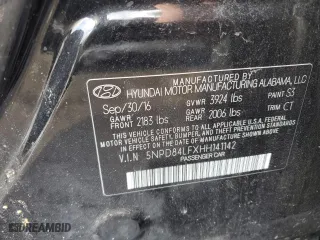 HYUNDAI MOTOR MANUFACTURING ALABAMA, LLC
Sep/30/16 GVWR 3924 lbs PAINT S3
GAWR FRONT 2183 lbs GAWR REAR 2006 lbs TRIM CT
THIS VEHICLE CONFORMS TO ALL APPLICABLE U.S.A. FEDERAL
MOTOR VEHICLE SAFETY, BUMPER, AND THEFT PREVENTION
STANDARDS IN EFFECT ON THE DATE OF MANUFACTURE
SHOWN ABOVE.
V.I.N 5NPD84LFXHH141142
PASSENGER CAR
DREAMBID